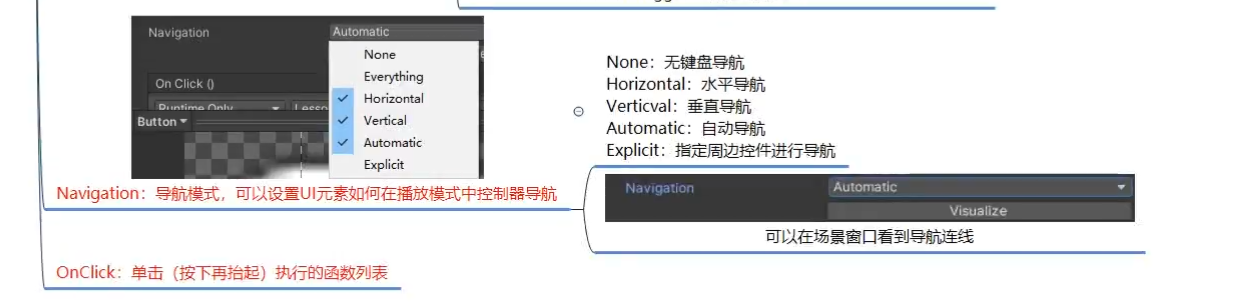 Navigation
Automatic
None
Everything
On Click ()
Horizontal
Runtime Only
Vertical
Button
Automatic
Explicit
Navigation：导航模式，可以设置UI元素如何在播放模式中控制器导航
None：无键盘导航
Horizontal：水平导航
Verticval：垂直导航
Automatic：自动导航
Explicit：指定周边控件进行导航
Navigation Automatic
Visualize
可以在场景窗口看到导航连线
OnClick：单击（按下再抬起）执行的函数列表